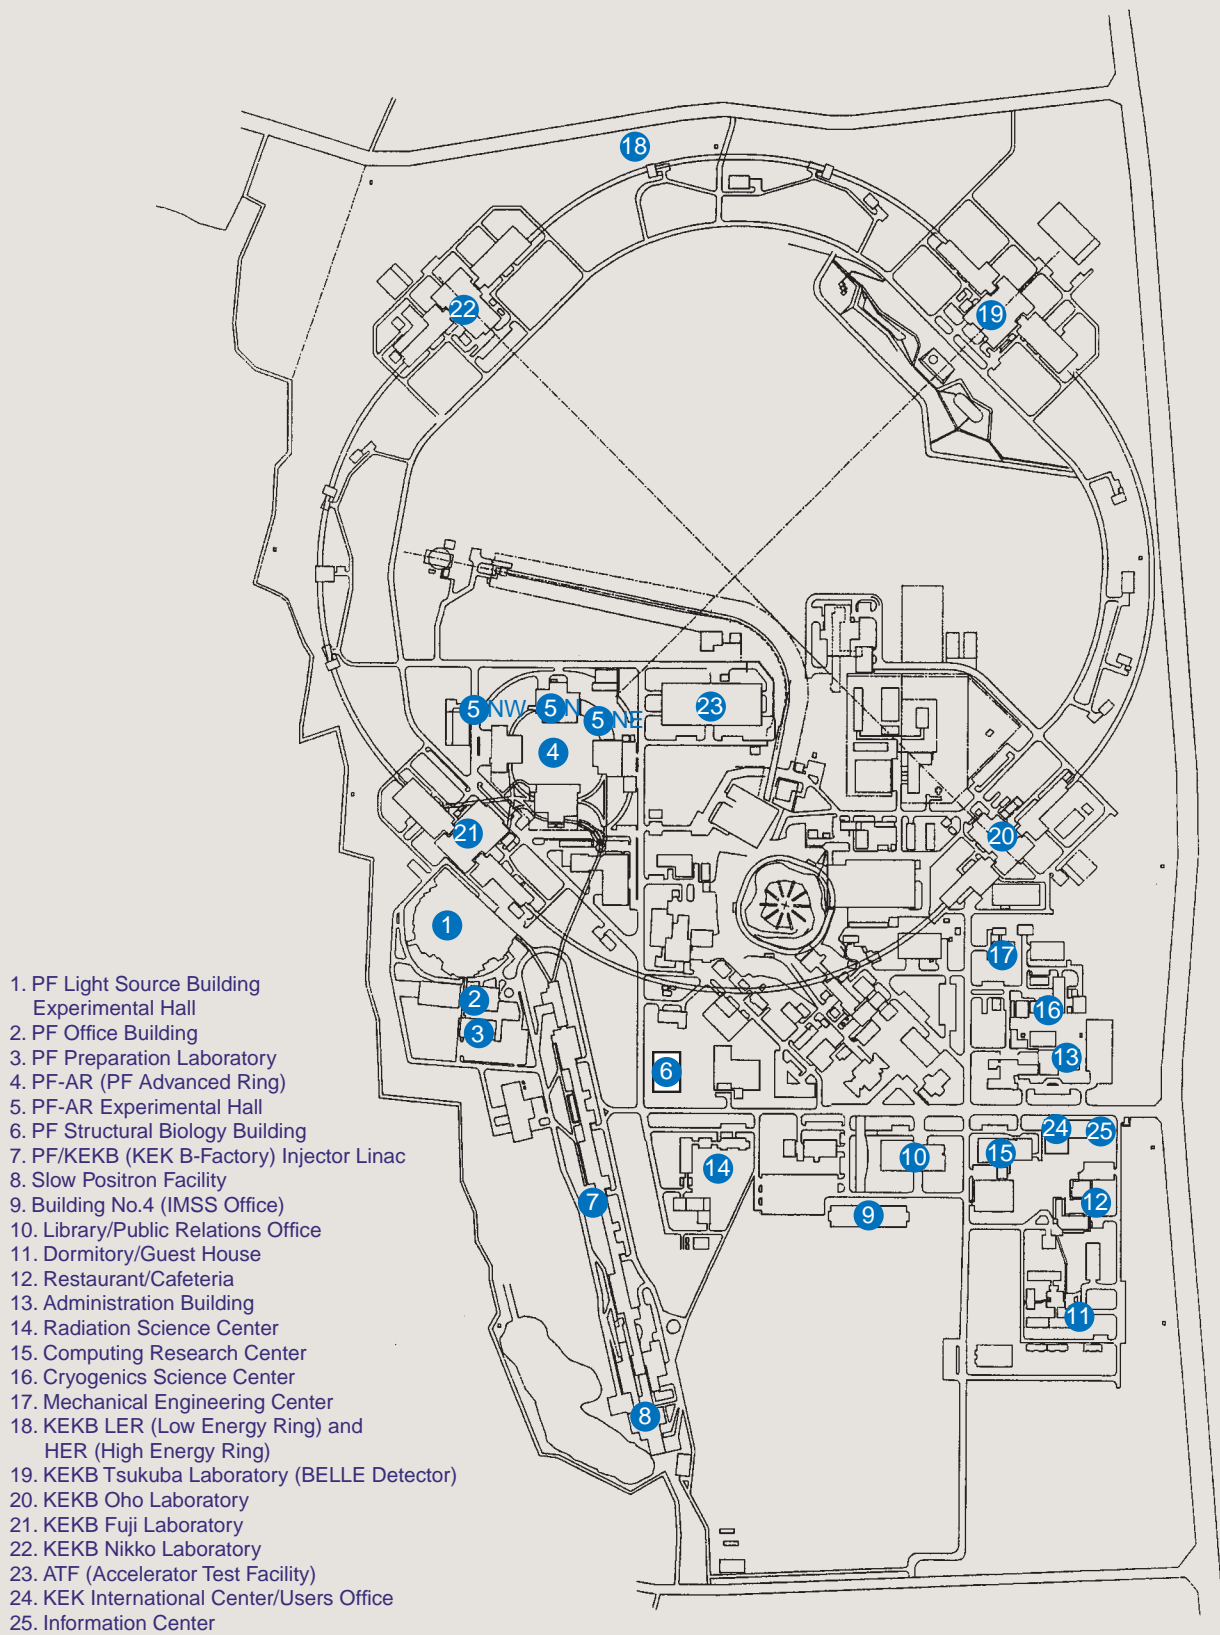 18
22
19
5 NW
5 N
5 NE
23
4
21
20
1
17
2
16
3
13
6
24
25
15
10
14
7
12
9
11
8
1. PF Light Source Building
Experimental Hall
2. PF Office Building
3. PF Preparation Laboratory
4. PF-AR (PF Advanced Ring)
5. PF-AR Experimental Hall
6. PF Structural Biology Building
7. PF/KEKB (KEK B-Factory) Injector Linac
8. Slow Positron Facility
9. Building No.4 (IMSS Office)
10. Library/Public Relations Office
11. Dormitory/Guest House
12. Restaurant/Cafeteria
13. Administration Building
14. Radiation Science Center
15. Computing Research Center
16. Cryogenics Science Center
17. Mechanical Engineering Center
18. KEKB LER (Low Energy Ring) and
HER (High Energy Ring)
19. KEKB Tsukuba Laboratory (BELLE Detector)
20. KEKB Oho Laboratory
21. KEKB Fuji Laboratory
22. KEKB Nikko Laboratory
23. ATF (Accelerator Test Facility)
24. KEK International Center/Users Office
25. Information Center